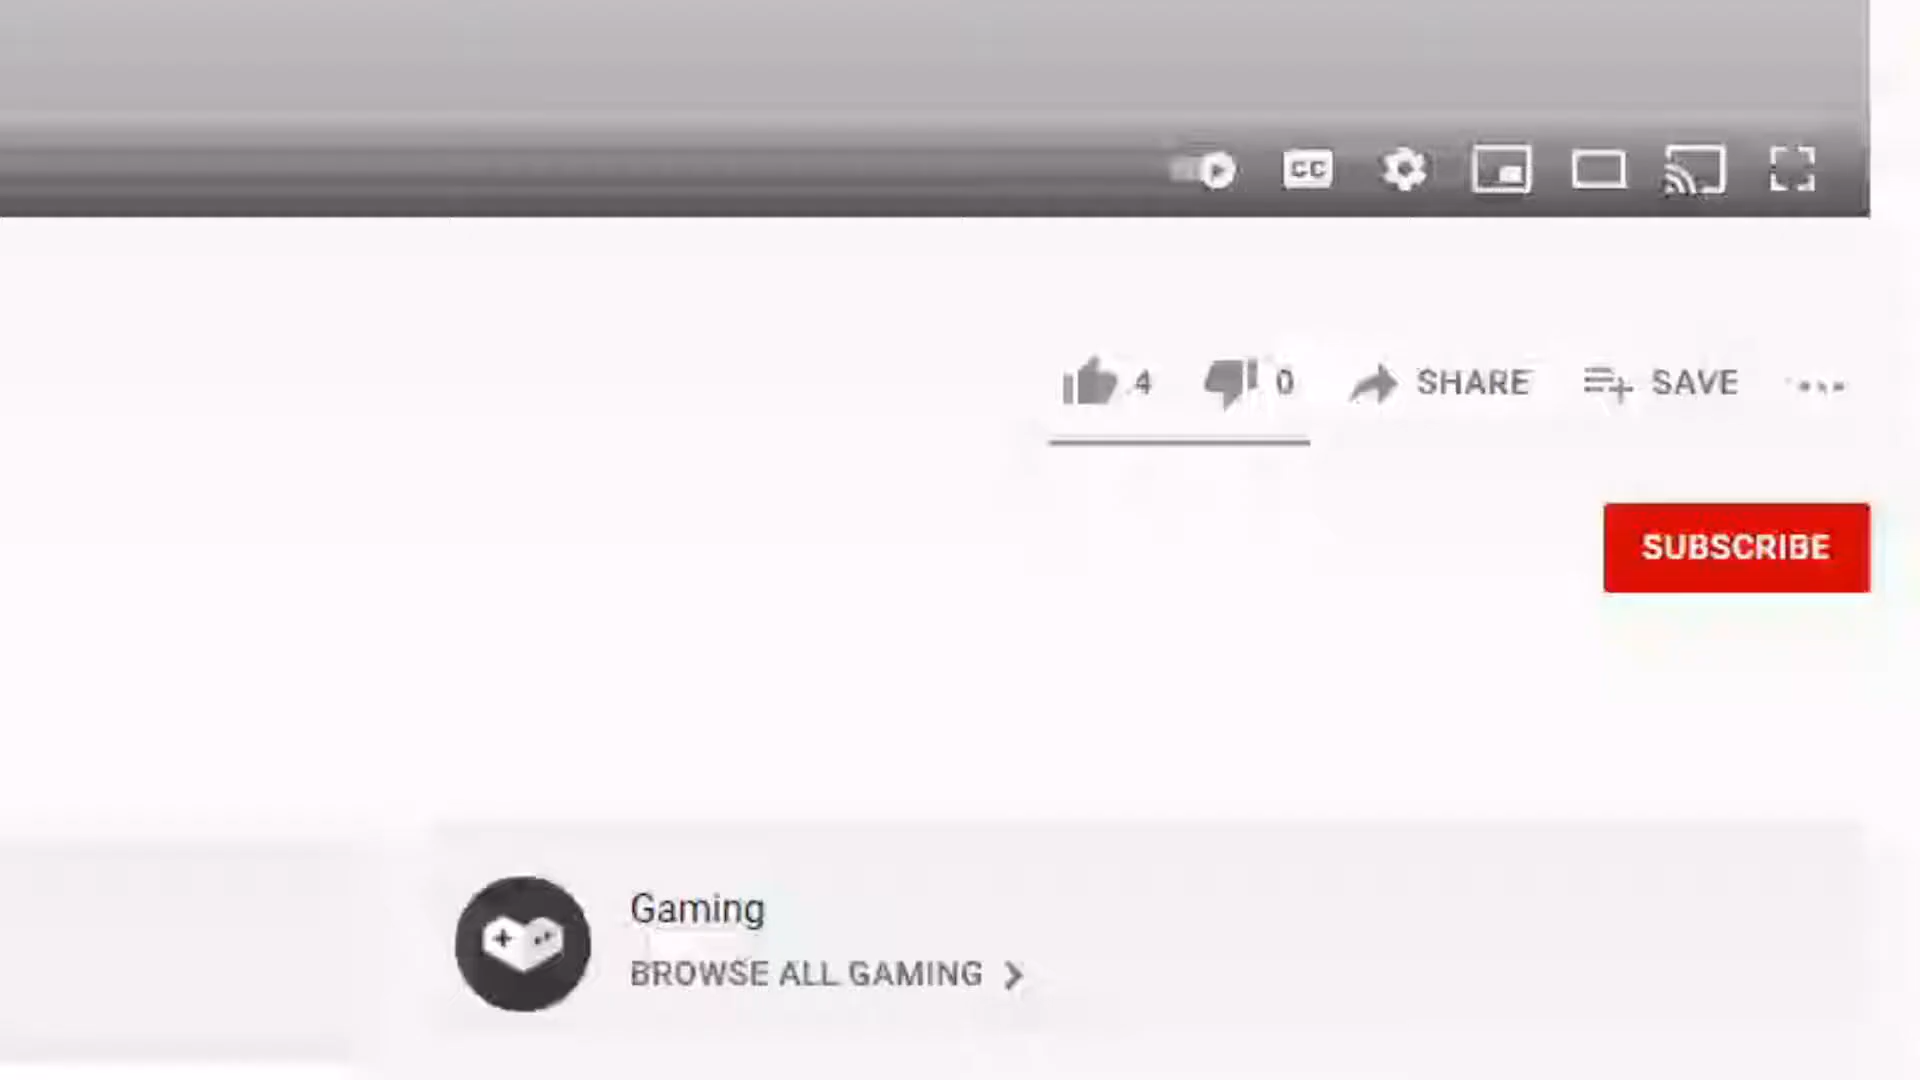 CC
4 0 SHARE SAVE
SUBSCRIBE
Gaming
BROWSE ALL GAMING